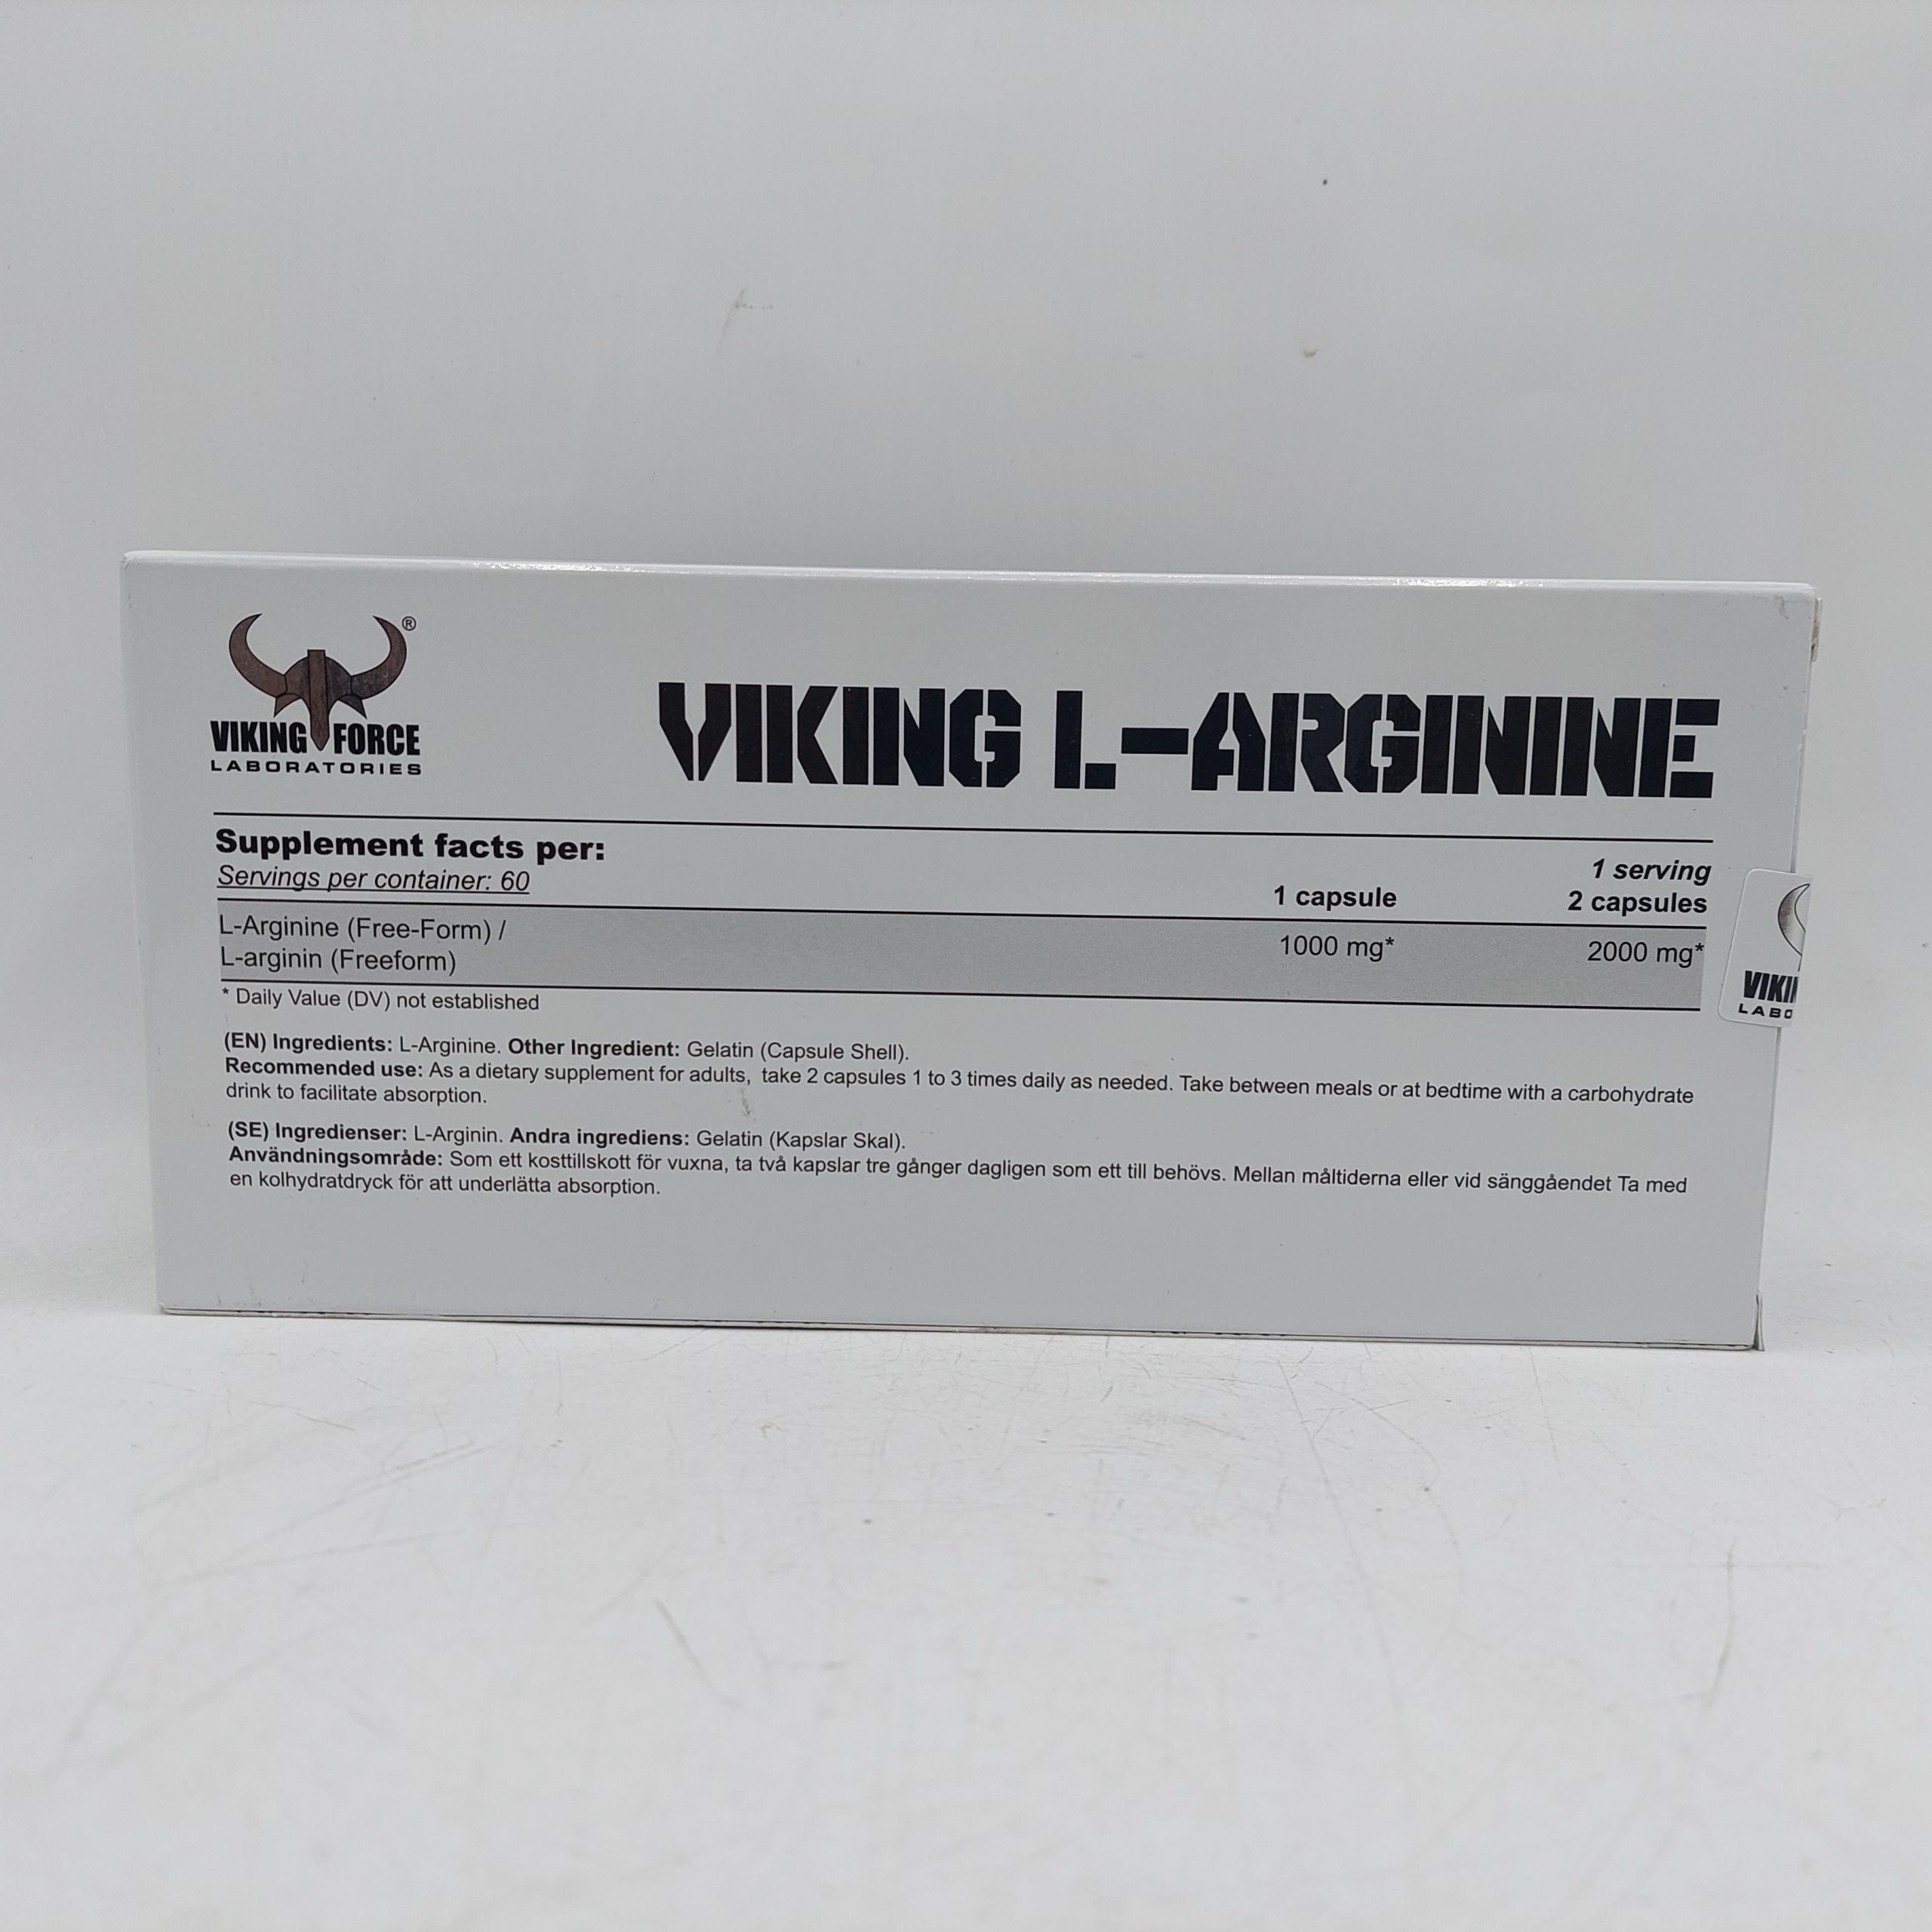 ®
VIKING FORCE
LABORATORIES
VIKING L-ARGININE
Supplement facts per:
Servings per container: 60
1 capsule
1 serving
2 capsules
L-Arginine (Free-Form) /
L-arginin (Freeform)
1000 mg*
2000 mg*
* Daily Value (DV) not established
(EN) Ingredients: L-Arginine. Other Ingredient: Gelatin (Capsule Shell).
Recommended use: As a dietary supplement for adults, take 2 capsules 1 to 3 times daily as needed. Take between meals or at bedtime with a carbohydrate
drink to facilitate absorption.
(SE) Ingredienser: L-Arginin. Andra ingrediens: Gelatin (Kapslar Skal).
Användningsområde: Som ett kosttillskott för vuxna, ta två kapslar tre gånger dagligen som ett till behövs. Mellan måltiderna eller vid sänggåendet Ta med
en kolhydratdryck för att underlätta absorption.
VIKI
LABO